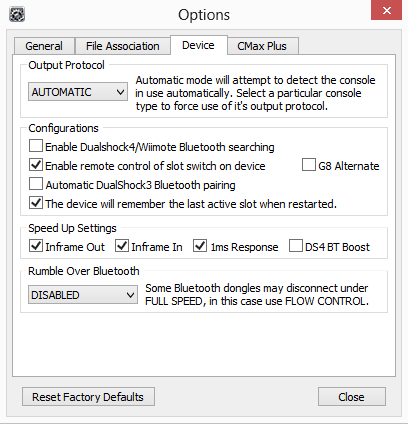 Options
General
File Association
Device
CMax Plus
Output Protocol
AUTOMATIC
Automatic mode will attempt to detect the console
in use automatically. Select a particular console
type to force use of it's output protocol.
Configurations
Enable Dualshock4/Wiimote Bluetooth searching
Enable remote control of slot switch on device
G8 Alternate
Automatic DualShock3 Bluetooth pairing
The device will remember the last active slot when restarted.
Speed Up Settings
Inframe Out
Inframe In
1ms Response
DS4 BT Boost
Rumble Over Bluetooth
DISABLED
Some Bluetooth dongles may disconnect under
FULL SPEED, in this case use FLOW CONTROL.
Reset Factory Defaults
Close